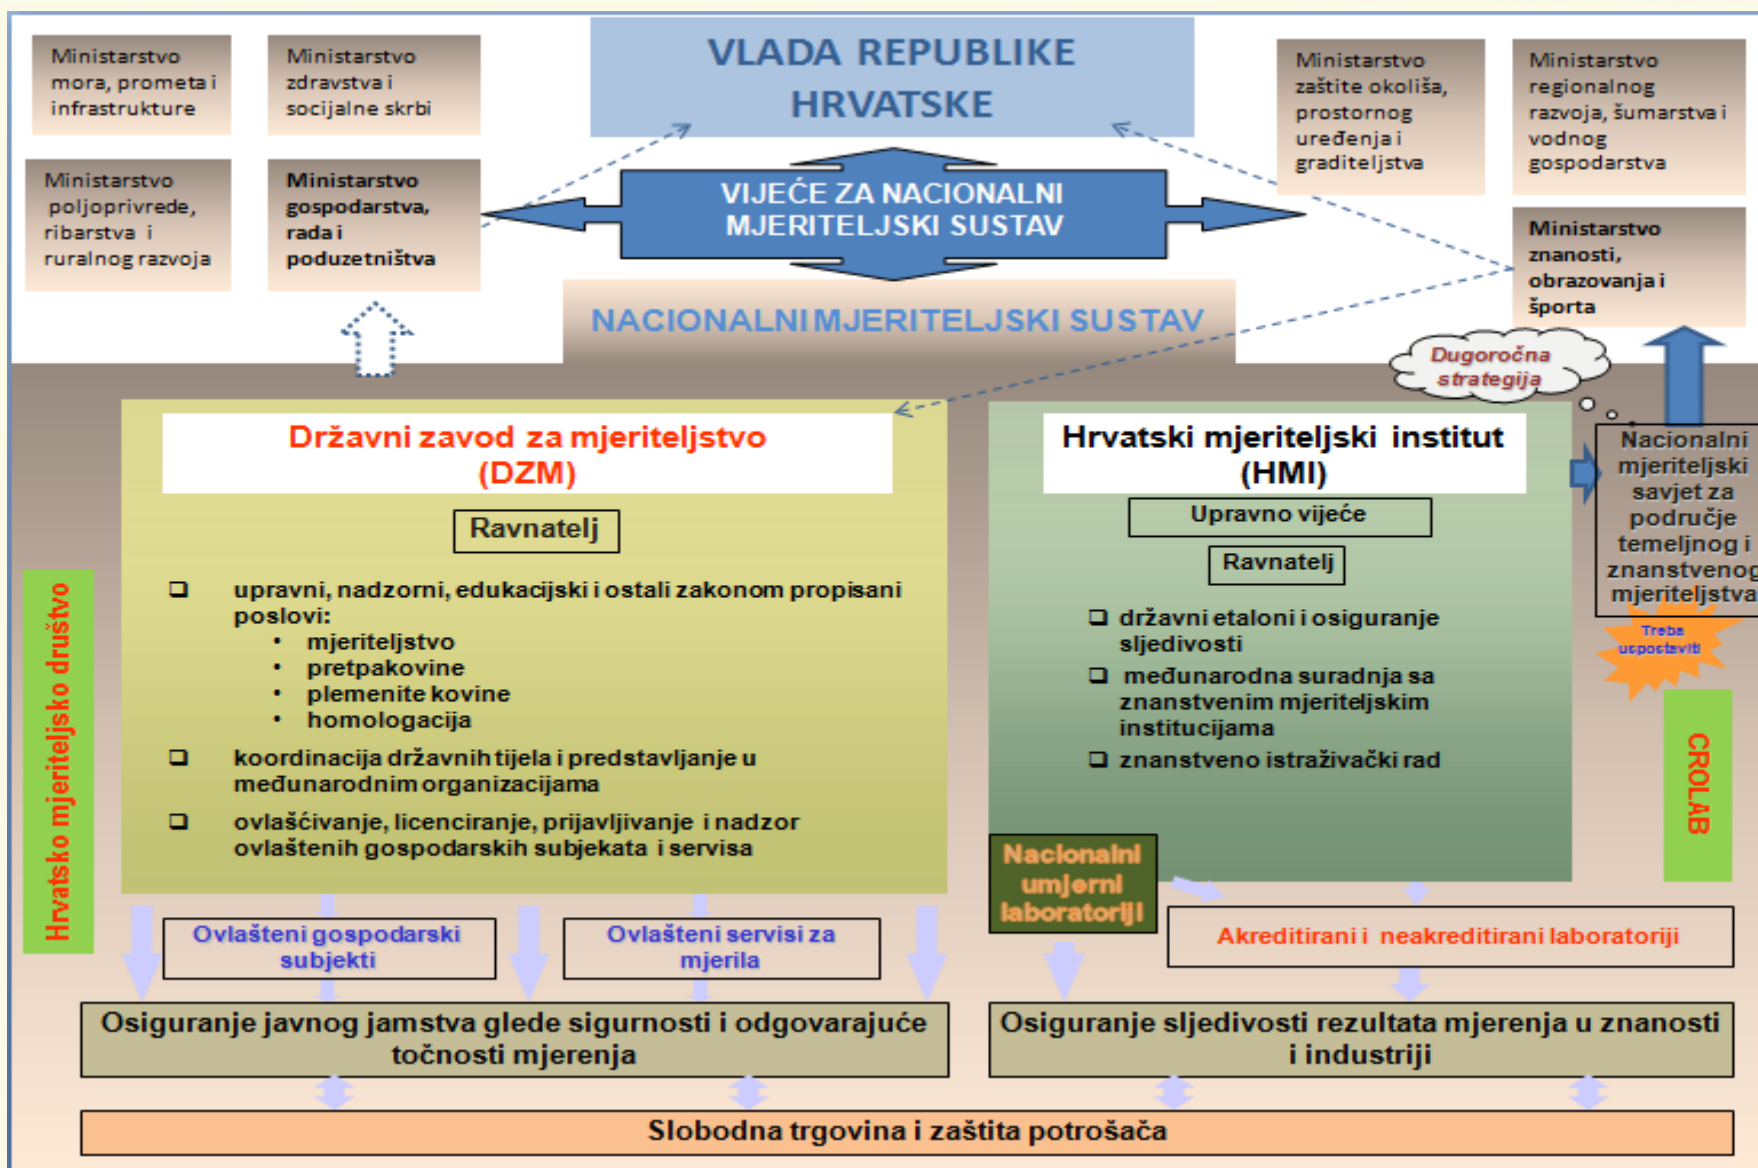 Ministarstvo
mora, prometa i
infrastrukture
Ministarstvo
zdravstva i
socijalne skrbi
VLADA REPUBLIKE
HRVATSKE
Ministarstvo
zaštite okoliša,
prostornog
uređenja i
graditeljstva
Ministarstvo
regionalnog
razvoja, šumarstva i
vodnog
gospodarstva
Ministarstvo
poljoprivrede,
ribarstva i
ruralnog razvoja
Ministarstvo
gospodarstva,
rada i
poduzetništva
VIJEĆE ZA NACIONALNI
MJERITELJSKI SUSTAV
Ministarstvo
znanosti,
obrazovanja i
športa
NACIONALNI MJERITELJSKI SUSTAV
Dugoročna
strategija
Državni zavod za mjeriteljstvo
(DZM)
Ravnatelj
❑ upravni, nadzorni, edukacijski i ostali zakonom propisani
poslovi:
• mjeriteljstvo
• pretpakovine
• plemenite kovine
• homologacija
❑ koordinacija državnih tijela i predstavljanje u
međunarodnim organizacijama
❑ ovlašćivanje, licenciranje, prijavljivanje i nadzor
ovlaštenih gospodarskih subjekata i servisa
Hrvatski mjeriteljski institut
(HMI)
Upravno vijeće
Ravnatelj
❑ državni etaloni i osiguranje
sljedivosti
❑ međunarodna suradnja sa
znanstvenim mjeriteljskim
institucijama
❑ znanstveno istraživački rad
Nacionalni
mjeriteljski
savjet za
područje
temeljnog i
znanstvenog
mjeriteljstva
Treba
uspostaviti
Hrvatsko mjeriteljsko društvo
CROLAB
Nacionalni
umjerni
laboratoriji
Ovlašteni gospodarski
subjekti
Ovlašteni servisi za
mjerila
Akreditirani i neakreditirani laboratoriji
Osiguranje javnog jamstva glede sigurnosti i odgovarajuće
točnosti mjerenja
Osiguranje sljedivosti rezultata mjerenja u znanosti
i industriji
Slobodna trgovina i zaštita potrošača